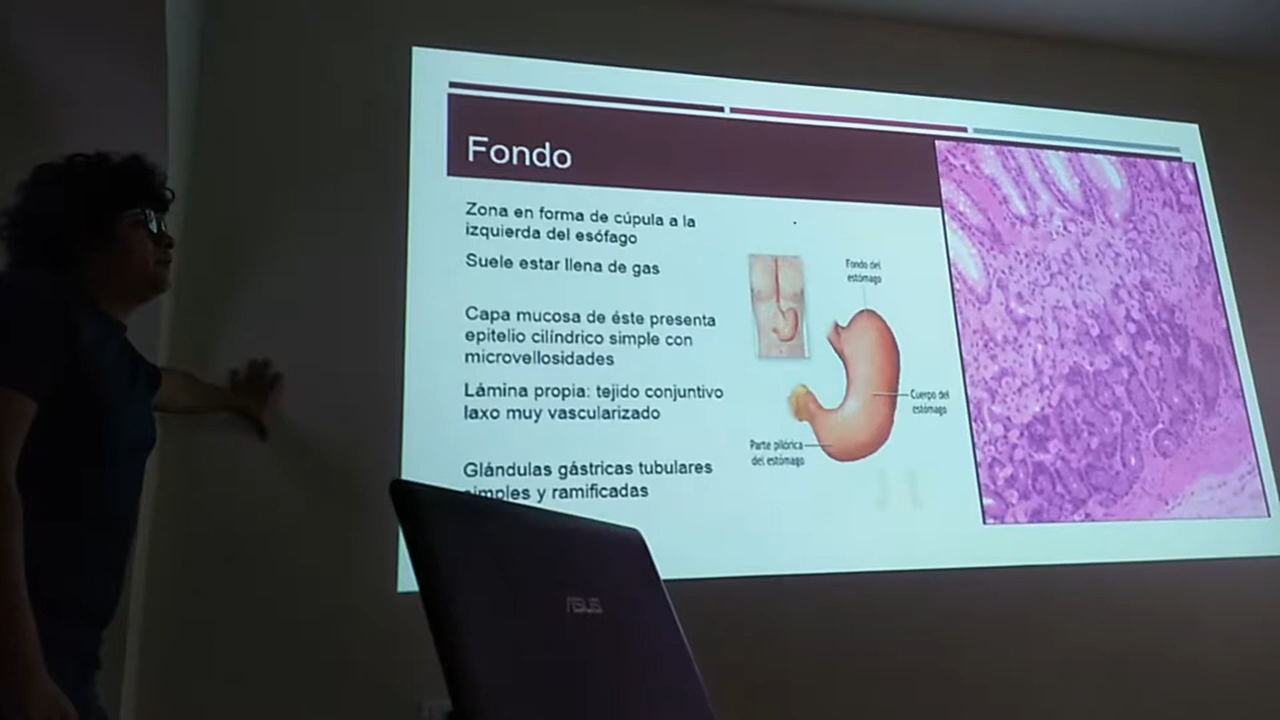 Fondo
Zona en forma de cúpula a la
izquierda del esófago
Suele estar llena de gas
Capa mucosa de éste presenta
epitelio cilíndrico simple con
microvellosidades
Lámina propia: tejido conjuntivo
laxo muy vascularizado
Glándulas gástricas tubulares
simples y ramificadas
Fondo del
estómago
Cuerpo del
estómago
Parte pilórica
del estómago
ASUS